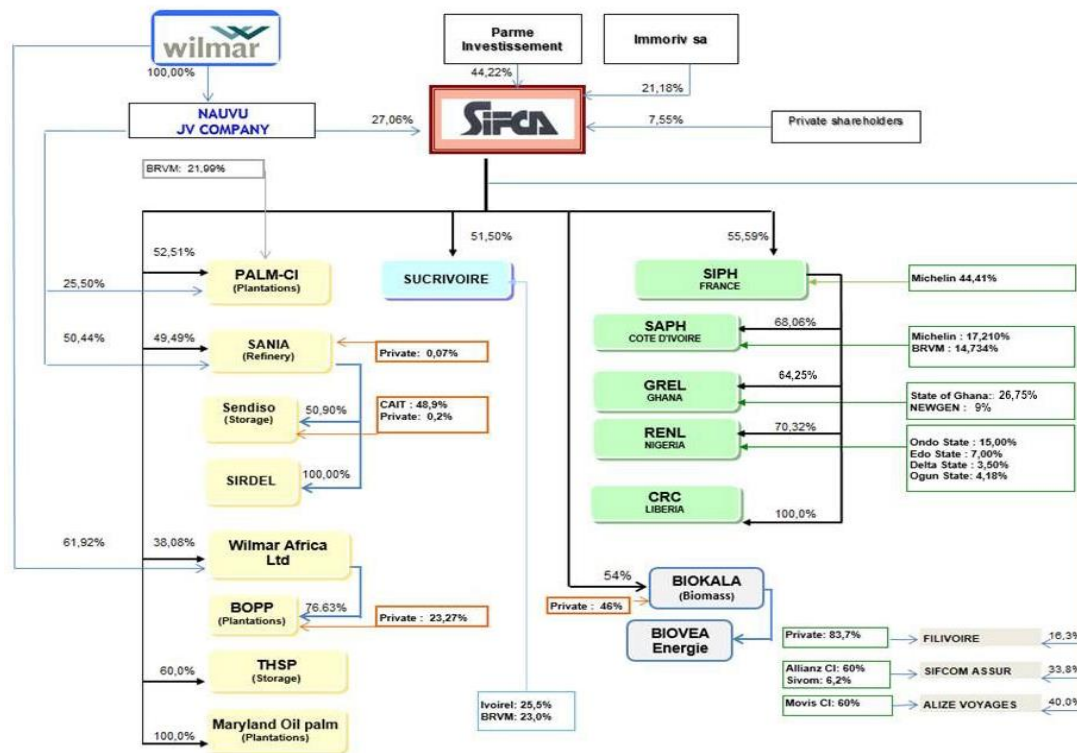 wilmar
Parme
Investissement
Immoriv sa
100,00%
44,22%
21,18%
NAUVU
JV COMPANY
27,06%
SIFCA
7,55%
Private shareholders
BRVM: 21,99%
52,51%
51,50%
55,59%
PALM-CI
(Plantations)
SUCRIVOIRE
SIPH
FRANCE
Michelin 44,41%
25,50%
50,44%
49,49%
SANIA
(Refinery)
Private: 0,07%
SAPH
COTE D'IVOIRE
68,06%
Michelin : 17,210%
BRVM : 14,734%
Sendiso
(Storage)
50,90%
CAIT : 48,9%
Private: 0,2%
GREL
GHANA
64,25%
State of Ghana: 26,75%
NEWGEN : 9%
RENL
NIGERIA
70,32%
Ondo State : 15,00%
Edo State : 7,00%
Delta State : 3,50%
Ogun State: 4,18%
SIRDEL
100,00%
CRC
LIBERIA
100,0%
61,92%
38,08%
Wilmar Africa
Ltd
54%
BIOKALA
(Biomass)
Private : 46%
BOPP
(Plantations)
76.63%
Private : 23,27%
BIOVEA
Energie
Private: 83,7%
FILIVOIRE
16,3%
60,0%
THSP
(Storage)
Allianz CI: 60%
Sivom: 6,2%
SIFCOM ASSUR
33,8%
Ivoirel: 25,5%
BRVM: 23,0%
Movis CI: 60%
ALIZE VOYAGES
40,0%
100,0%
Maryland Oil palm
(Plantations)